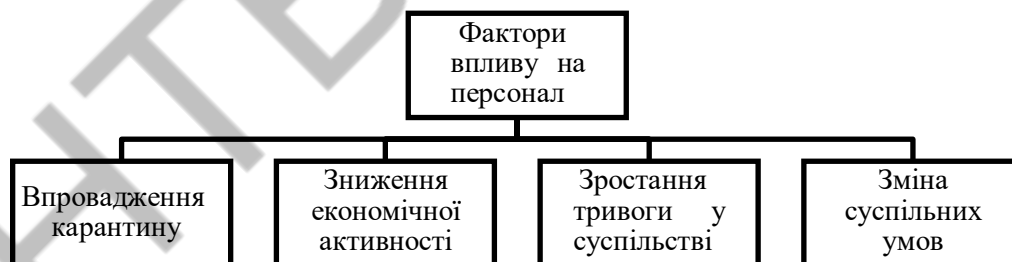 Фактори
впливу на
персонал
Впровадження
карантину
Зниження
економічної
активності
Зростання
тривоги у
суспільстві
Зміна
суспільних
умов